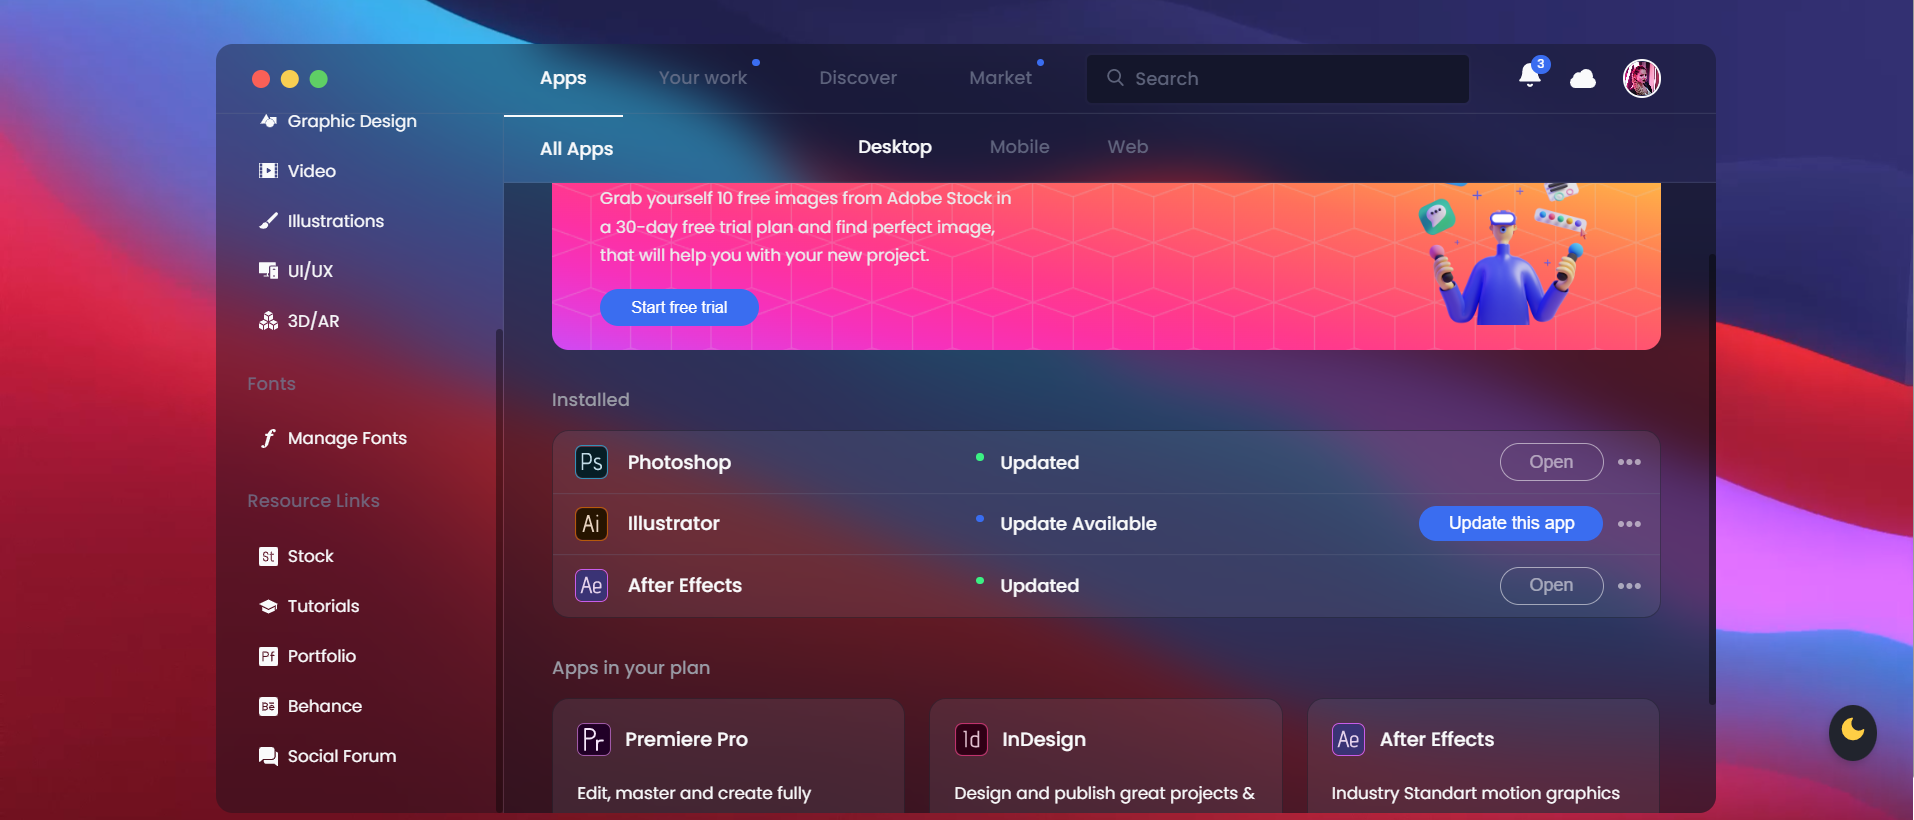 Apps
Your work
Discover
Market
Search
3
Graphic Design
Video
Illustrations
UI/UX
3D/AR
Fonts
Manage Fonts
Resource Links
St Stock
Tutorials
Pf Portfolio
Bē Behance
Social Forum
All Apps
Desktop
Mobile
Web
Grab yourself 10 free images from Adobe Stock in
a 30-day free trial plan and find perfect image,
that will help you with your new project.
Start free trial
Installed
Ps Photoshop Updated Open
Ai Illustrator Update Available Update this app
Ae After Effects Updated Open
Apps in your plan
Pr Premiere Pro
Edit, master and create fully
Id InDesign
Design and publish great projects &
Ae After Effects
Industry Standart motion graphics